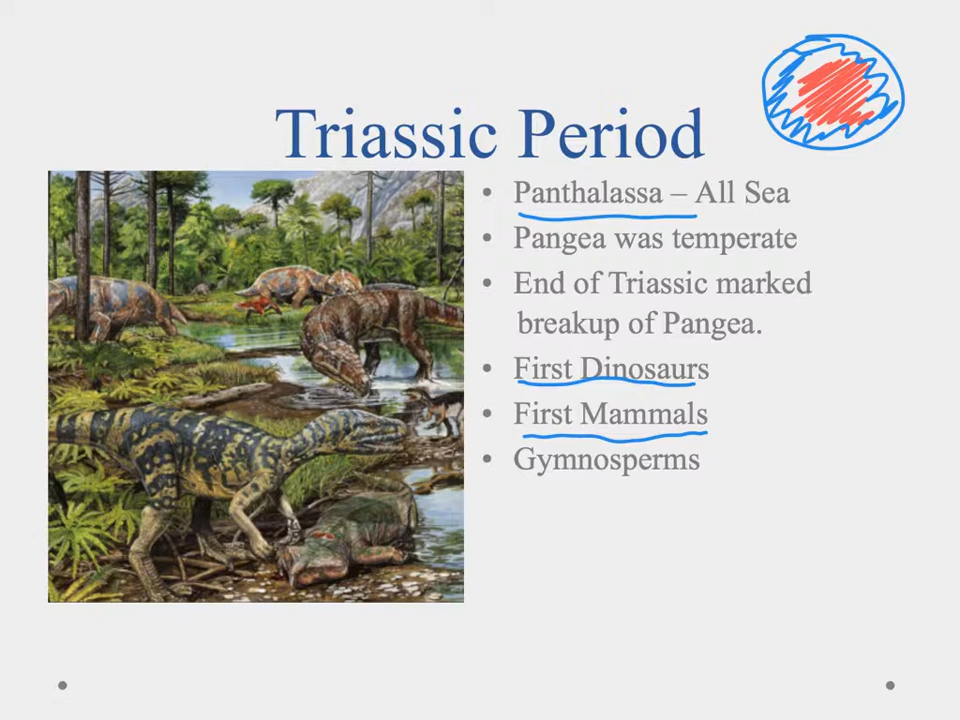 Triassic Period
• Panthalassa – All Sea
• Pangea was temperate
• End of Triassic marked
breakup of Pangea.
• First Dinosaurs
• First Mammals
• Gymnosperms